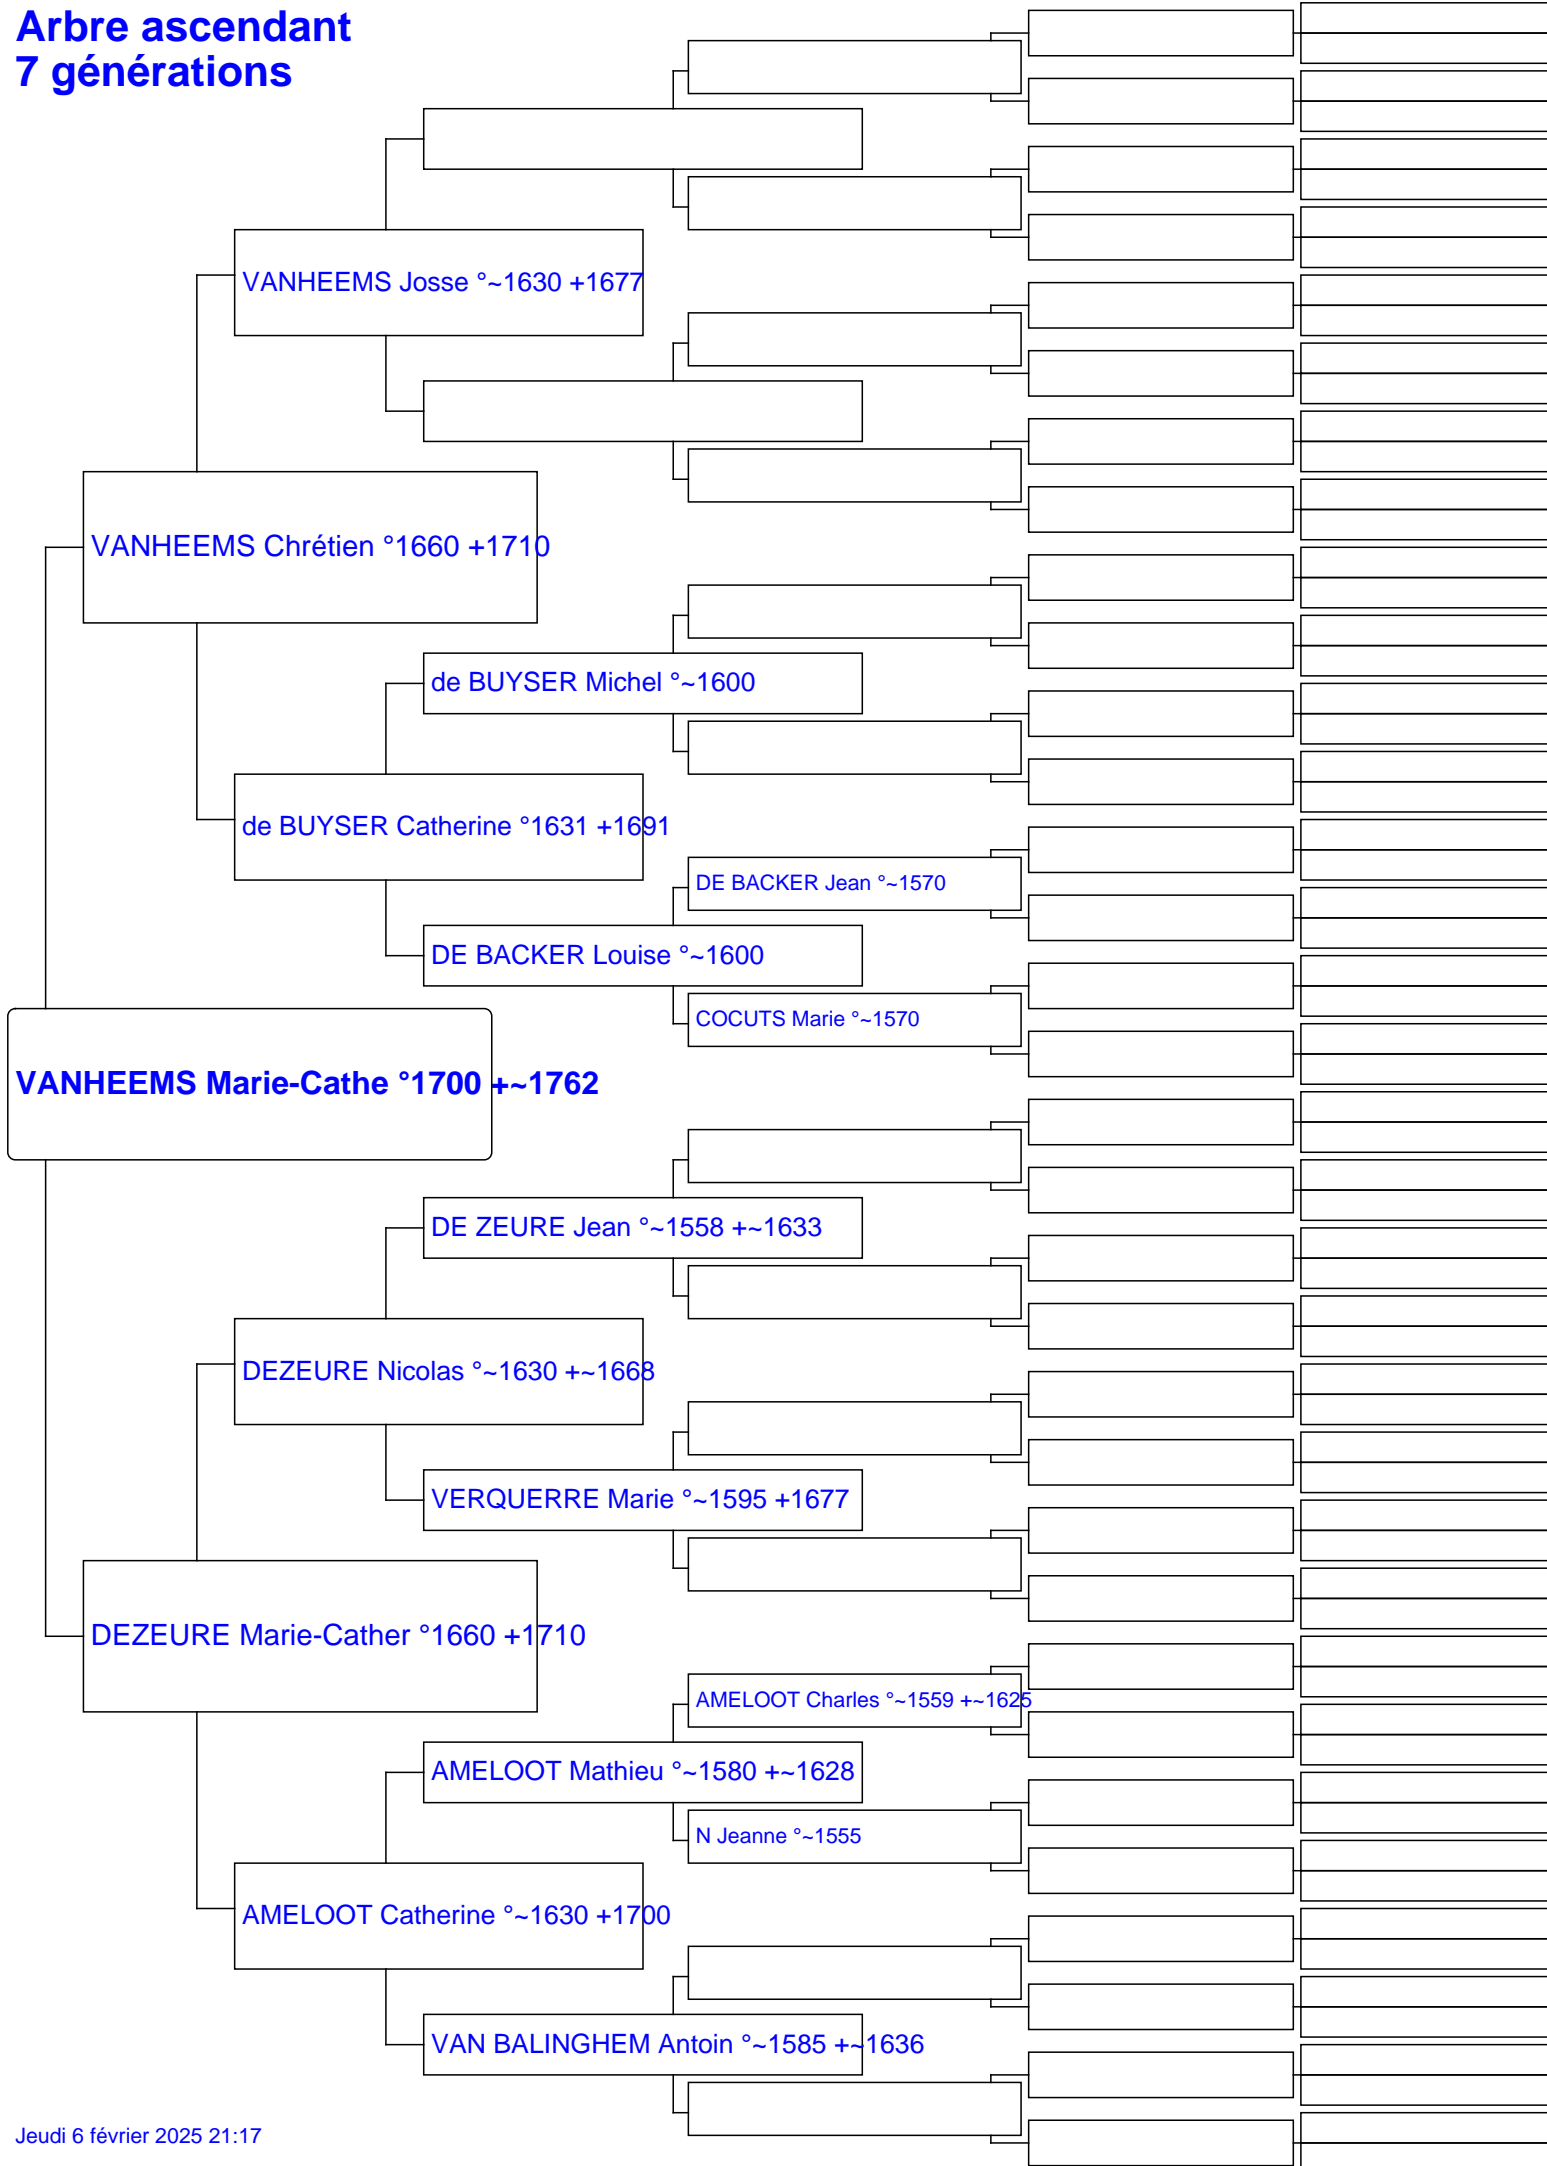 Arbre ascendant
7 générations
VANHEEMS Josse °~1630 +1677
VANHEEMS Chrétien °1660 +1710
de BUYSER Michel °~1600
de BUYSER Catherine °1631 +1691
DE BACKER Jean °~1570
DE BACKER Louise °~1600
COCUTS Marie °~1570
VANHEEMS Marie-Cathe °1700 +~1762
DE ZEURE Jean °~1558 +~1633
DEZEURE Nicolas °~1630 +~1668
VERQUERRE Marie °~1595 +1677
DEZEURE Marie-Cather °1660 +1710
AMELOOT Charles °~1559 +~1625
AMELOOT Mathieu °~1580 +~1628
N Jeanne °~1555
AMELOOT Catherine °~1630 +1700
VAN BALINGHEM Antoin °~1585 +~1636
Jeudi 6 février 2025 21:17